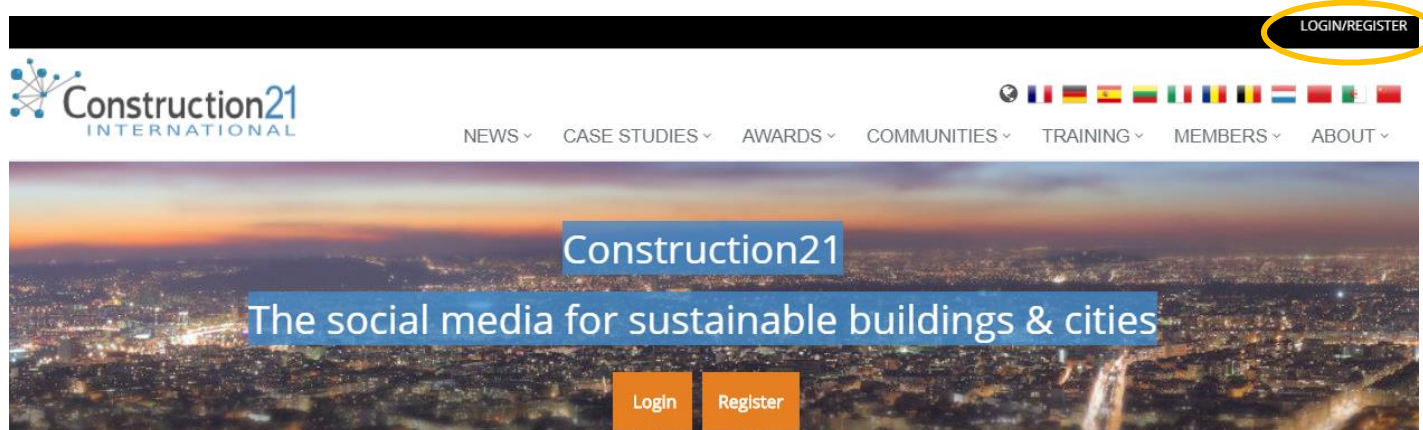 LOGIN/REGISTER
Construction21
INTERNATIONAL
NEWS CASE STUDIES AWARDS COMMUNITIES TRAINING MEMBERS ABOUT
Construction21
The social media for sustainable buildings & cities
Login Register